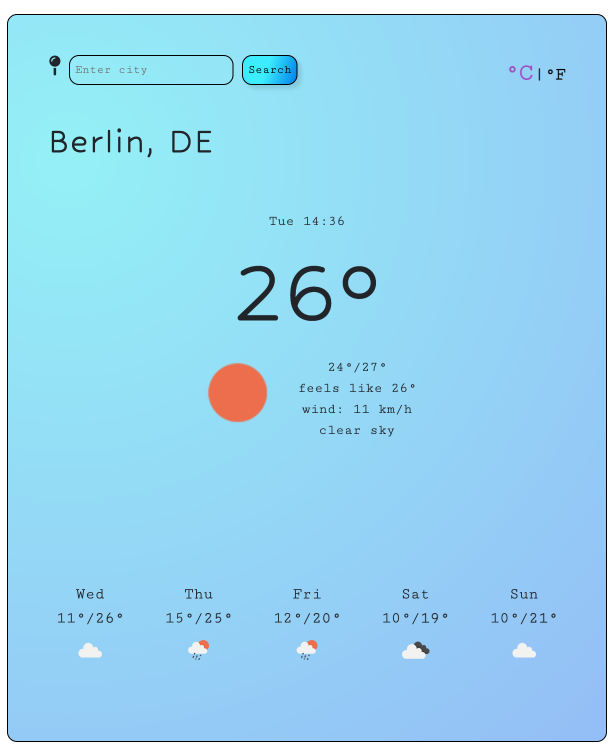 Enter city
Search
°C|°F
Berlin, DE
Tue 14:36
26°
24°/27°
feels like 26°
wind: 11 km/h
clear sky
Wed Thu Fri Sat Sun
11°/26° 15°/25° 12°/20° 10°/19° 10°/21°